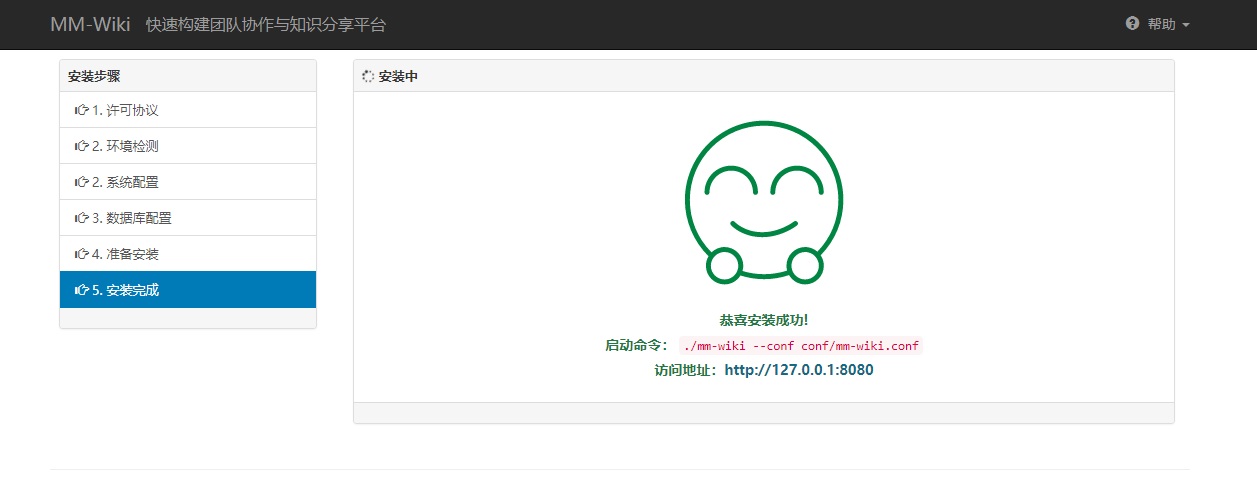 MM-Wiki 快速构建团队协作与知识分享平台 帮助
安装步骤
1. 许可协议
2. 环境检测
2. 系统配置
3. 数据库配置
4. 准备安装
5. 安装完成
安装中
恭喜安装成功!
启动命令: ./mm-wiki --conf conf/mm-wiki.conf
访问地址: http://127.0.0.1:8080